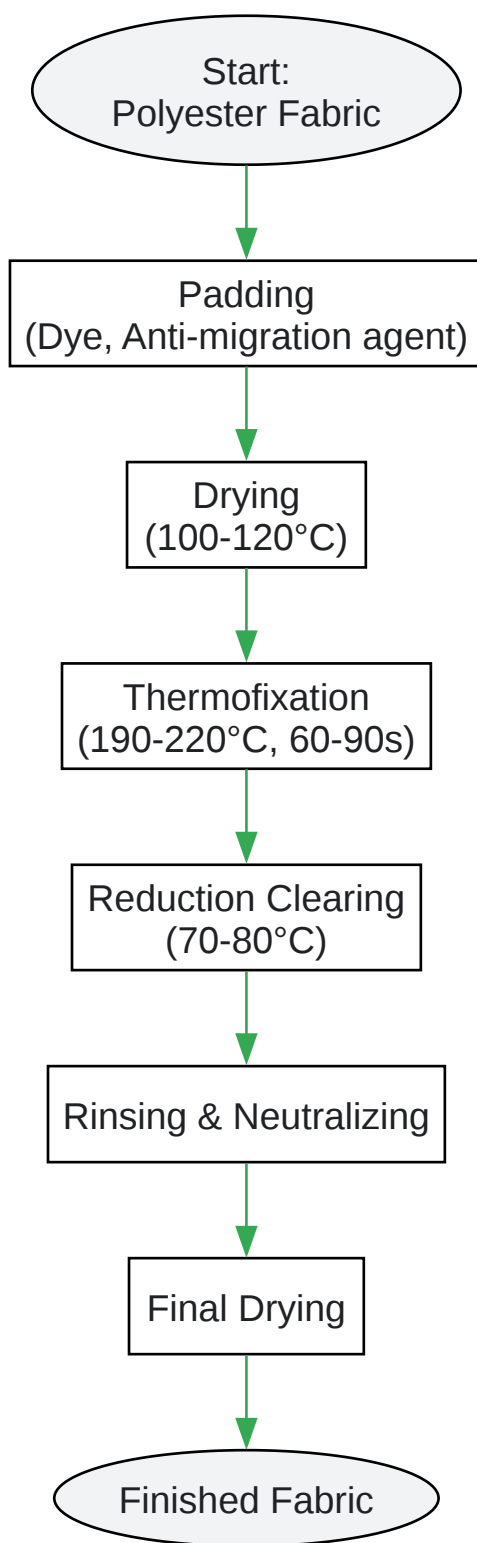 Start:
Polyester Fabric
Padding
(Dye, Anti-migration agent)
Drying
(100-120°C)
Thermofixation
(190-220°C, 60-90s)
Reduction Clearing
(70-80°C)
Rinsing & Neutralizing
Final Drying
Finished Fabric